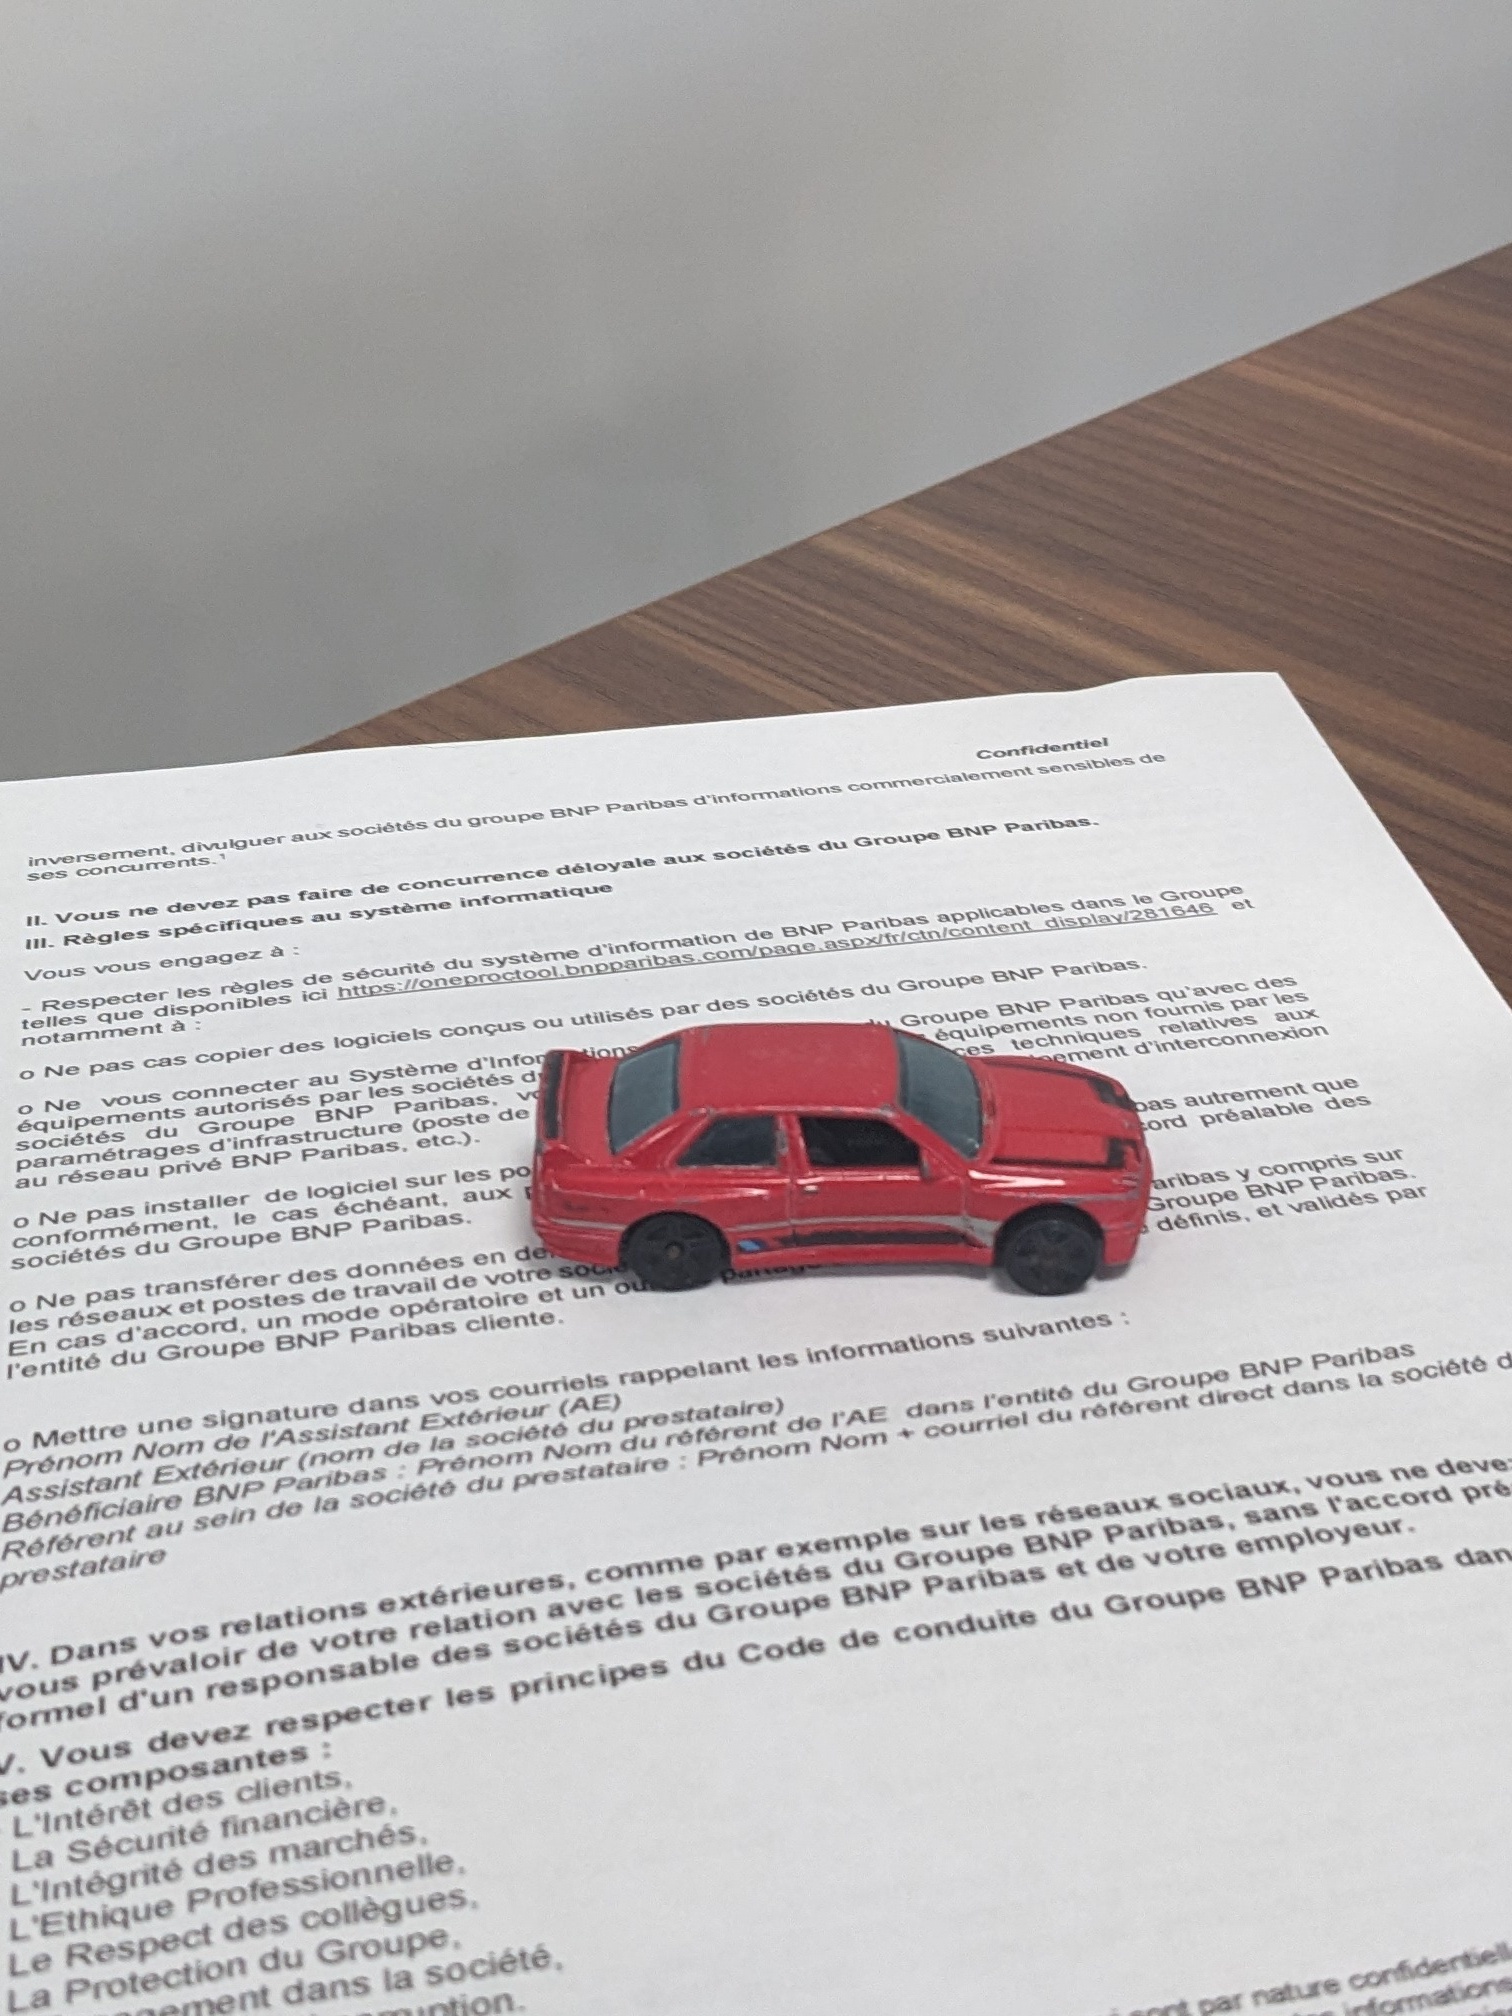 Confidentiel
inversement, divulguer aux sociétés du groupe BNP Paribas d'informations commercialement sensibles de
ses concurrents.¹
II. Vous ne devez pas faire de concurrence déloyale aux sociétés du Groupe BNP Paribas.
III. Règles spécifiques au système informatique
Vous vous engagez à :
- Respecter les règles de sécurité du système d'information de BNP Paribas applicables dans le Groupe
telles que disponibles ici https://oneproctool.bnpparibas.com/page.aspx/fr/ctn/content_display/281646 et
notamment à :
o Ne pas cas copier des logiciels conçus ou utilisés par des sociétés du Groupe BNP Paribas.
o Ne vous connecter au Système d'Informations Groupe BNP Paribas qu'avec des
équipements autorisés par les sociétés équipements non fournis par les
sociétés du Groupe BNP Paribas, techniques relatives aux
paramétrages d'infrastructure (poste de d'interconnexion
au réseau privé BNP Paribas, etc.).
o Ne pas installer de logiciel sur les pas autrement que
conformément, le cas échéant, aux préalable des
sociétés du Groupe BNP Paribas.
o Ne pas transférer des données en y compris sur
les réseaux et postes de travail de votre Groupe BNP Paribas.
En cas d'accord, un mode opératoire et un définis, et validés par
l'entité du Groupe BNP Paribas cliente.
o Mettre une signature dans vos courriels rappelant les informations suivantes :
Prénom Nom de l'Assistant Extérieur (AE)
Assistant Extérieur (nom de la société du prestataire)
Bénéficiaire BNP Paribas : Prénom Nom du référent de l'AE dans l'entité du Groupe BNP Paribas
Référent au sein de la société du prestataire : Prénom Nom + courriel du référent direct dans la société
prestataire
IV. Dans vos relations extérieures, comme par exemple sur les réseaux sociaux, vous ne
vous prévaloir de votre relation avec les sociétés du Groupe BNP Paribas, sans l'accord
formel d'un responsable des sociétés du Groupe BNP Paribas et de votre employeur.
V. Vous devez respecter les principes du Code de conduite du Groupe BNP Paribas
ses composantes :
L'Intérêt des clients,
La Sécurité financière,
L'Intégrité des marchés,
L'Ethique Professionnelle,
Le Respect des collègues,
La Protection du Groupe,
dans la société,
sont par nature